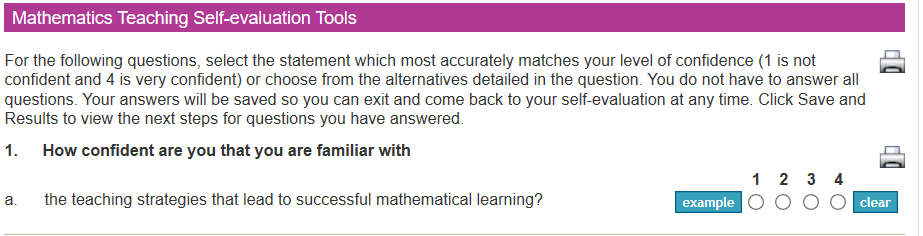 Mathematics Teaching Self-evaluation Tools
For the following questions, select the statement which most accurately matches your level of confidence (1 is not
confident and 4 is very confident) or choose from the alternatives detailed in the question. You do not have to answer all
questions. Your answers will be saved so you can exit and come back to your self-evaluation at any time. Click Save and
Results to view the next steps for questions you have answered.
1. How confident are you that you are familiar with
1 2 3 4
a. the teaching strategies that lead to successful mathematical learning? example clear